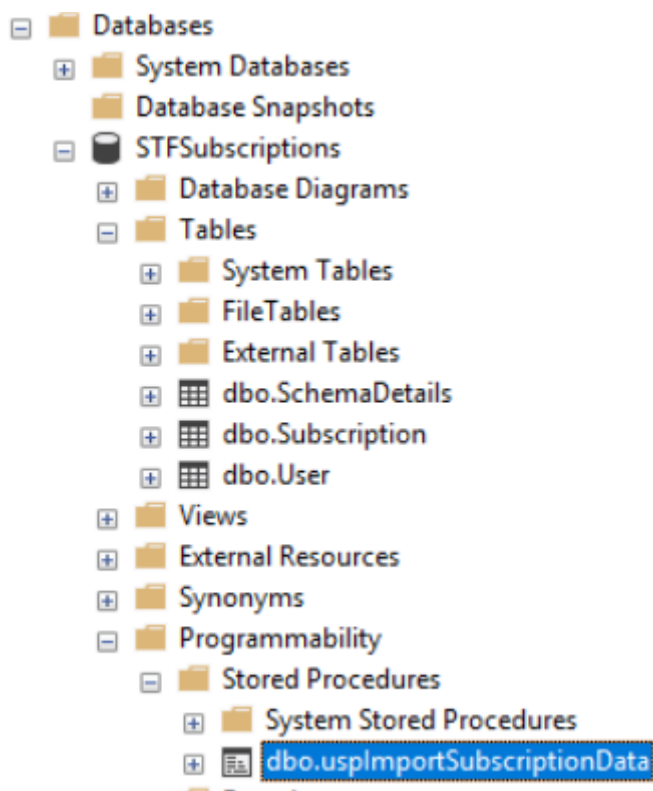 Databases
System Databases
Database Snapshots
STFSubscriptions
Database Diagrams
Tables
System Tables
FileTables
External Tables
dbo.SchemaDetails
dbo.Subscription
dbo.User
Views
External Resources
Synonyms
Programmability
Stored Procedures
System Stored Procedures
dbo.uspImportSubscriptionData